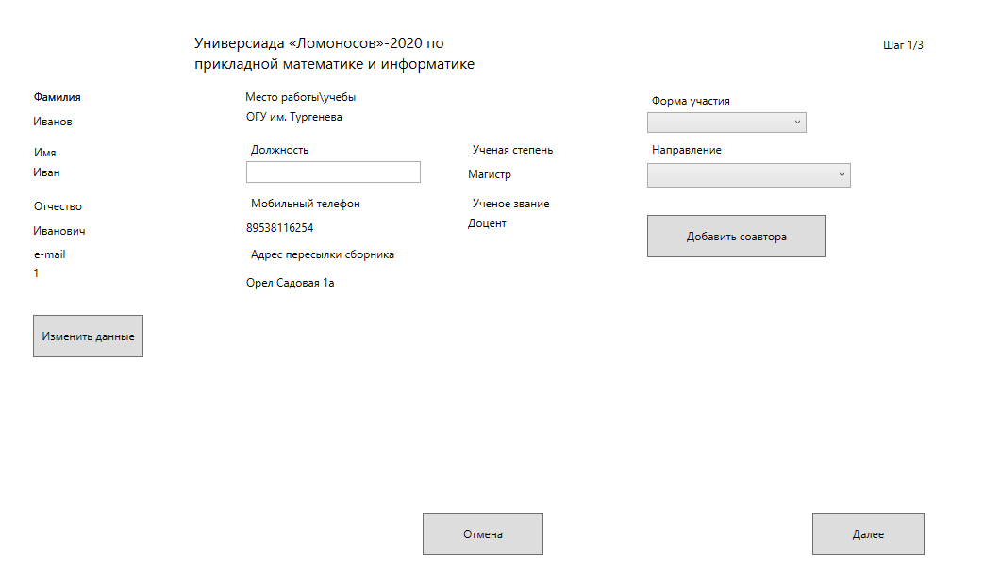 Универсиада «Ломоносов»-2020 по
прикладной математике и информатике
Шаг 1/3
Фамилия
Иванов
Имя
Иван
Отчество
Иванович
e-mail
1
Изменить данные
Место работы\учебы
ОГУ им. Тургенева
Должность
Мобильный телефон
89538116254
Адрес пересылки сборника
Орел Садовая 1а
Ученая степень
Магистр
Ученое звание
Доцент
Форма участия
Направление
Добавить соавтора
Отмена
Далее